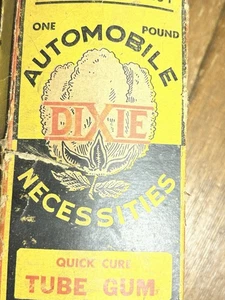 ONE POUND
AUTOMOBILE
DIXIE
NECESSITIES
QUICK CURE
TUBE GUM